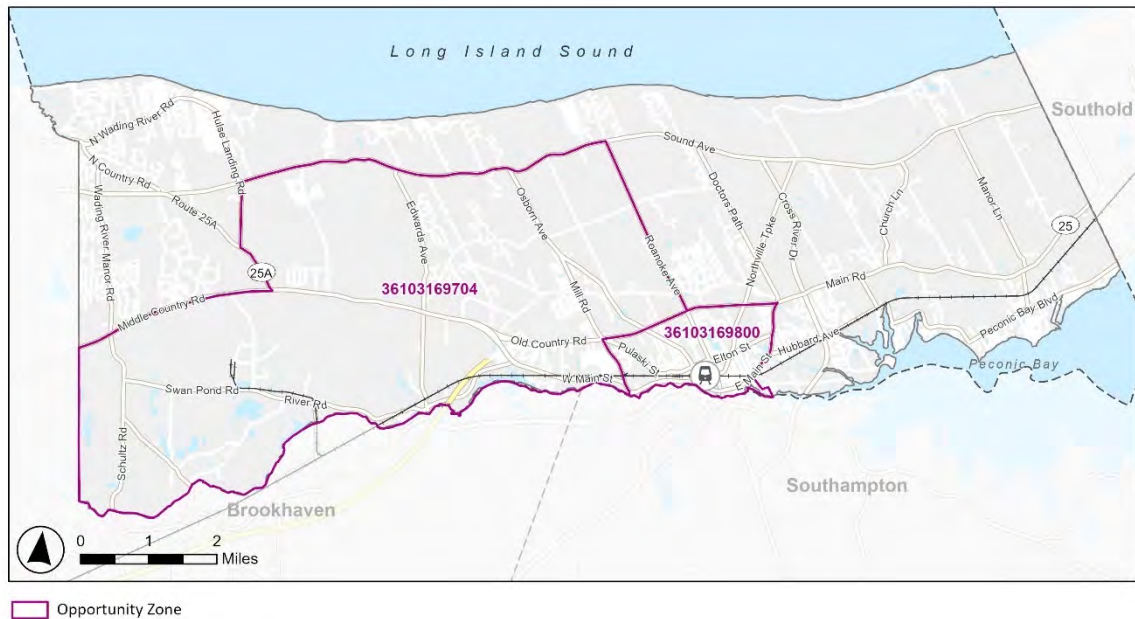 Long Island Sound
Southold
N Wading River Rd
Hulse Landing Rd
Sound Ave
N Country Rd
Route 25A
Wading River Manor Rd
Edwards Ave
Osborn Ave
Doctors Path
Northville Tpke
Cross River Dr
Church Ln
Manor Ln
25
25A
Roanoke Ave
Main Rd
36103169704
Middle Country Rd
Mill Rd
36103169800
Peconic Bay Blvd
Old Country Rd
Pulaski St
Elton St
Hubbard Ave
E Main St
W Main St
Peconic Bay
Swan Pond Rd
River Rd
Schultz Rd
Southampton
Brookhaven
0 1 2
Miles
Opportunity Zone